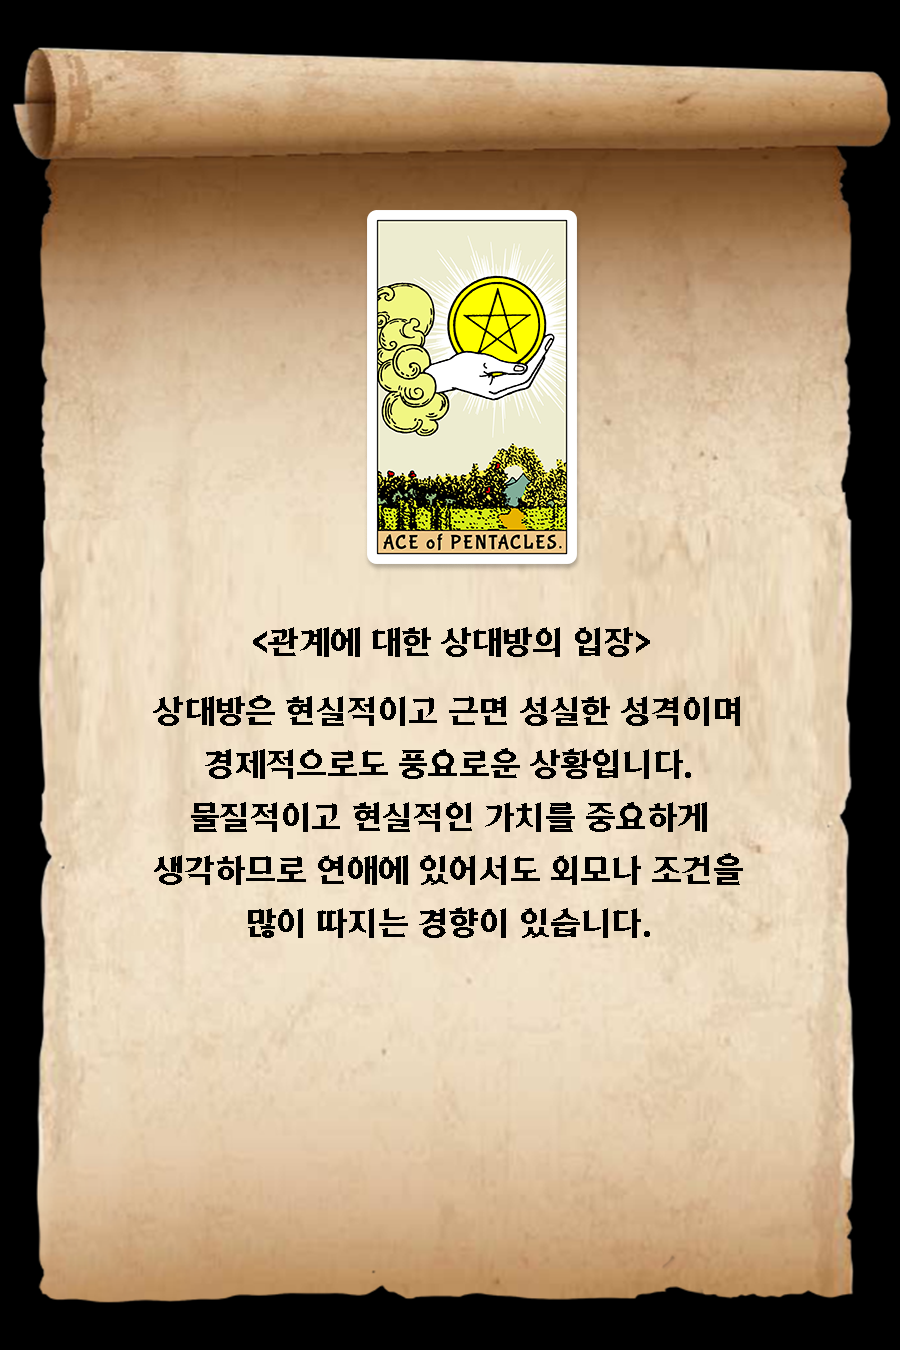 ACE of PENTACLES.
<관계에 대한 상대방의 입장>
상대방은 현실적이고 근면 성실한 성격이며
경제적으로도 풍요로운 상황입니다.
물질적이고 현실적인 가치를 중요하게
생각하므로 연애에 있어서도 외모나 조건을
많이 따지는 경향이 있습니다.